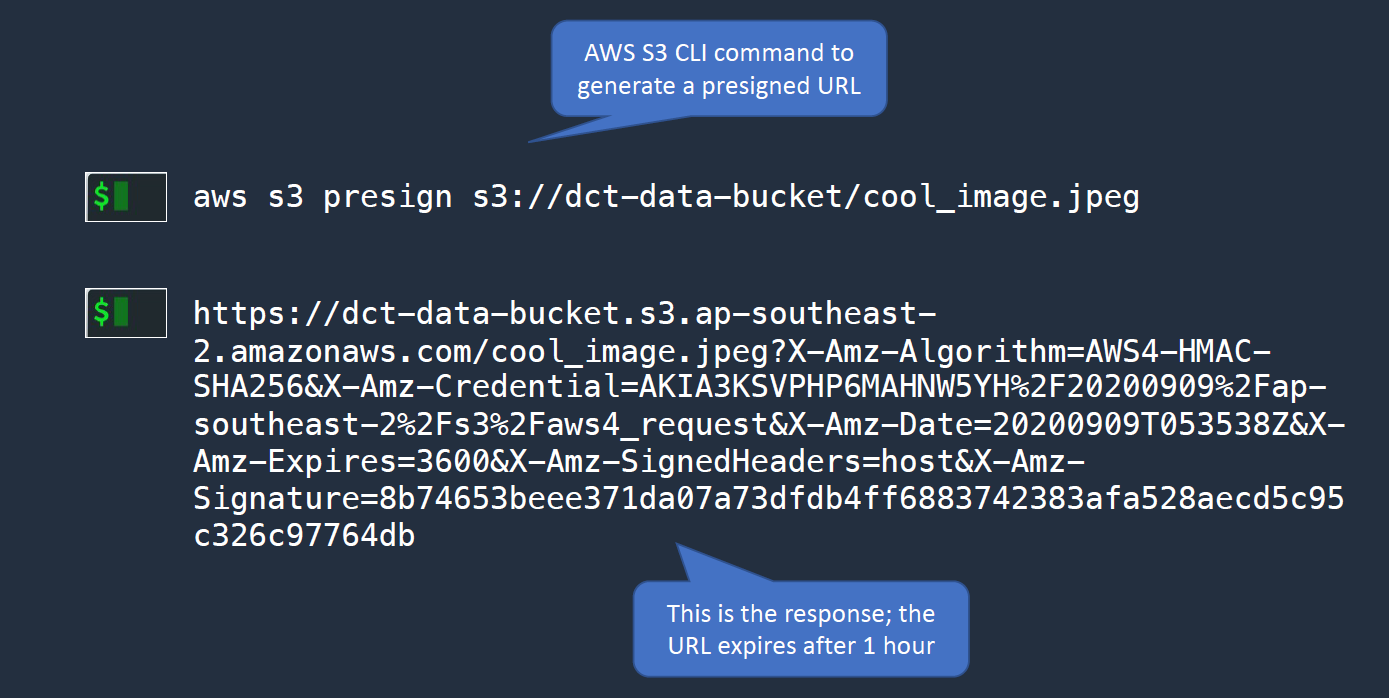 AWS S3 CLI command to
generate a presigned URL
$ aws s3 presign s3://dct-data-bucket/cool_image.jpeg
$ https://dct-data-bucket.s3.ap-southeast-
2.amazonaws.com/cool_image.jpeg?X-Amz-Algorithm=AWS4-HMAC-
SHA256&X-Amz-Credential=AKIA3KSVPHP6MAHNW5YH%2F20200909%2Fap-
southeast-2%2Fs3%2Faws4_request&X-Amz-Date=20200909T053538Z&X-
Amz-Expires=3600&X-Amz-SignedHeaders=host&X-Amz-
Signature=8b74653beee371da07a73dfdb4ff6883742383afa528aecd5c95
c326c97764db
This is the response; the
URL expires after 1 hour